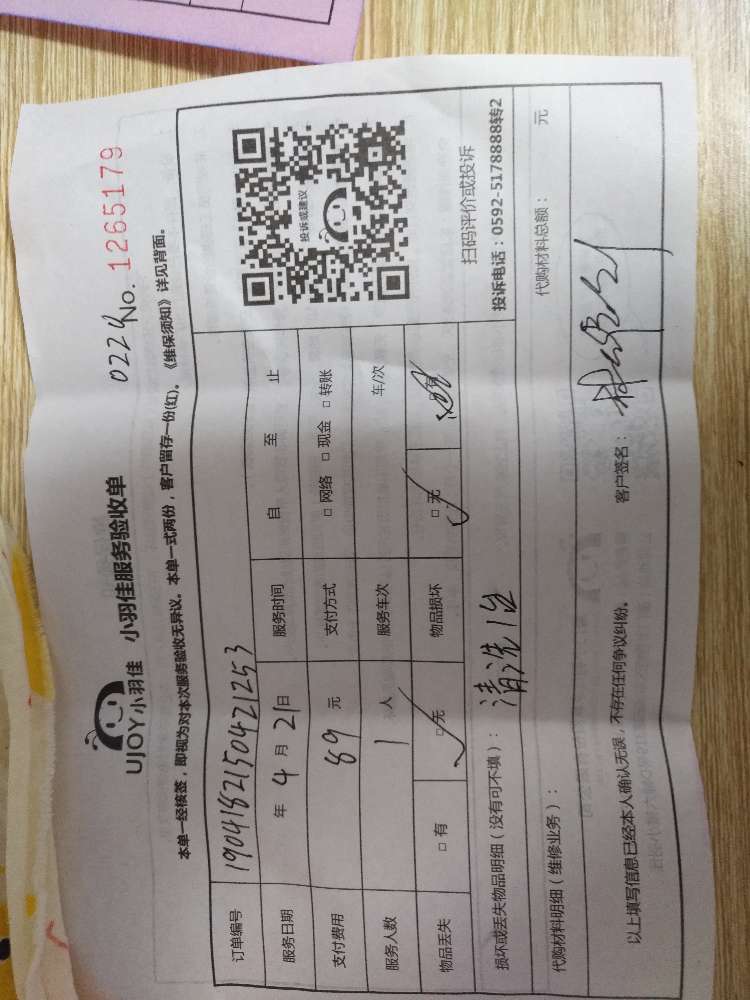 UJOY小羽佳 小羽佳服务验收单
0224 No. 1265179
本单一经核签，即视为对本次服务验收无异议。本单一式两份，客户留存一份(红)。《维保须知》详见背面。
订单编号 1904182150421253
服务日期 年 4 月 21 日 服务时间 自 至 止
支付费用 89 元 支付方式 □ 网络 □ 现金 □ 转账
服务人数 1 人 服务车次 车/次
物品丢失 □ 有 □ 无 物品损坏 □ 无 □ 有
投诉或建议
扫码评价或投诉
投诉电话：0592-5178888转2
损坏或丢失物品明细（没有可不填）： 清洗1台
代购材料明细（维修业务）： 代购材料总额： 元
以上填写信息已经本人确认无误，不存在任何争议纠纷。 客户签名：